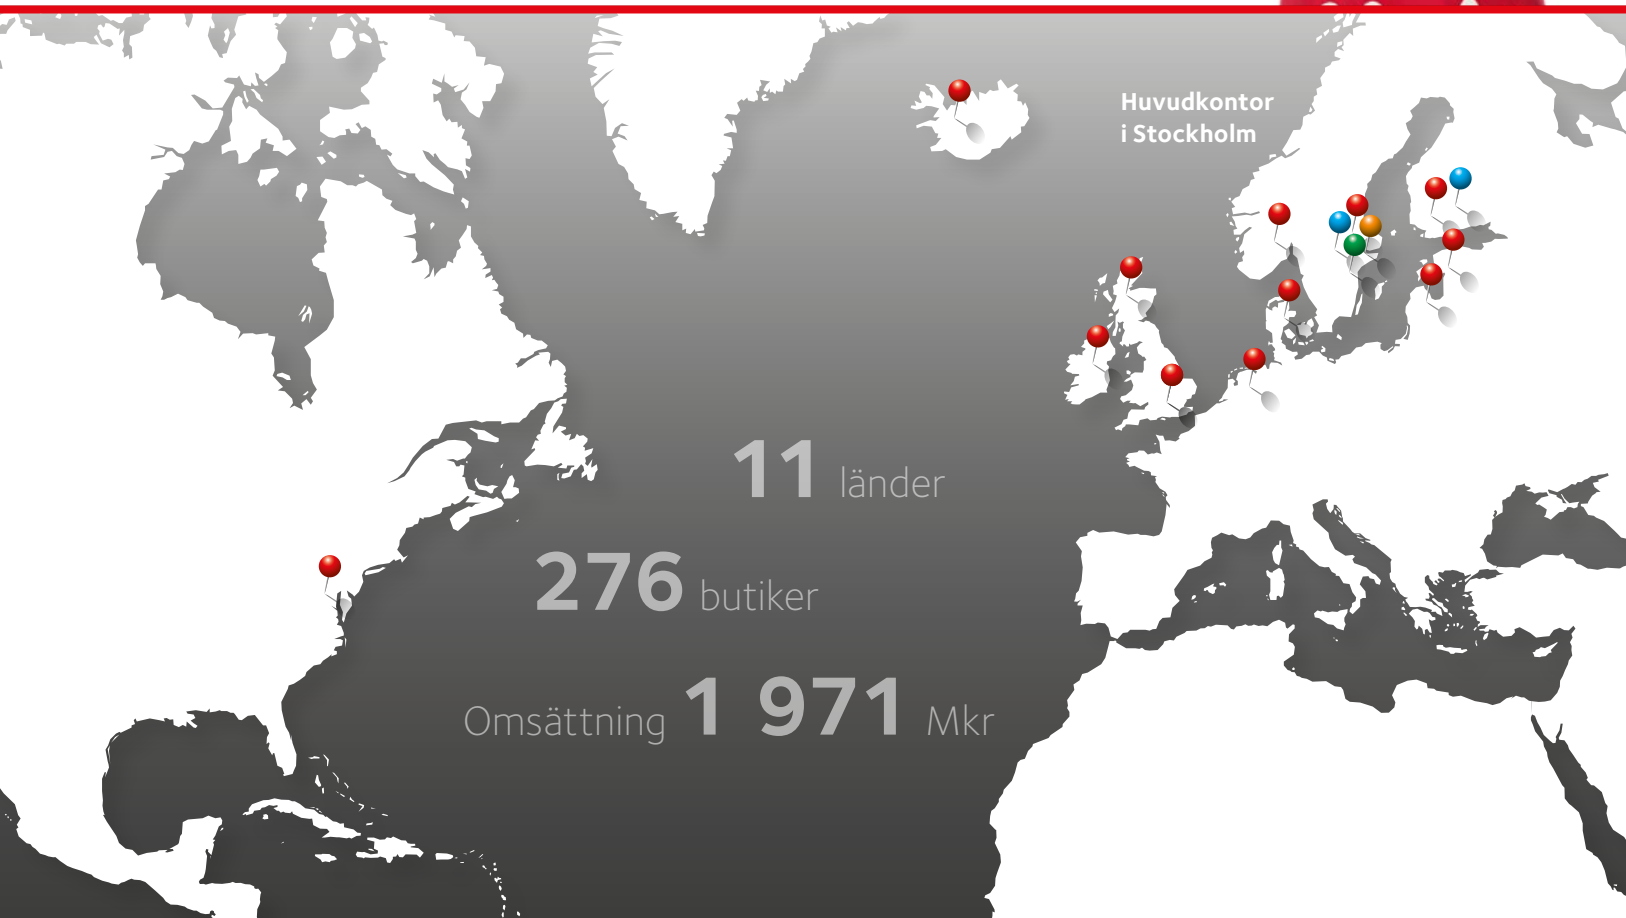 Huvudkontor
i Stockholm
11 länder
276 butiker
Omsättning 1 971 Mkr